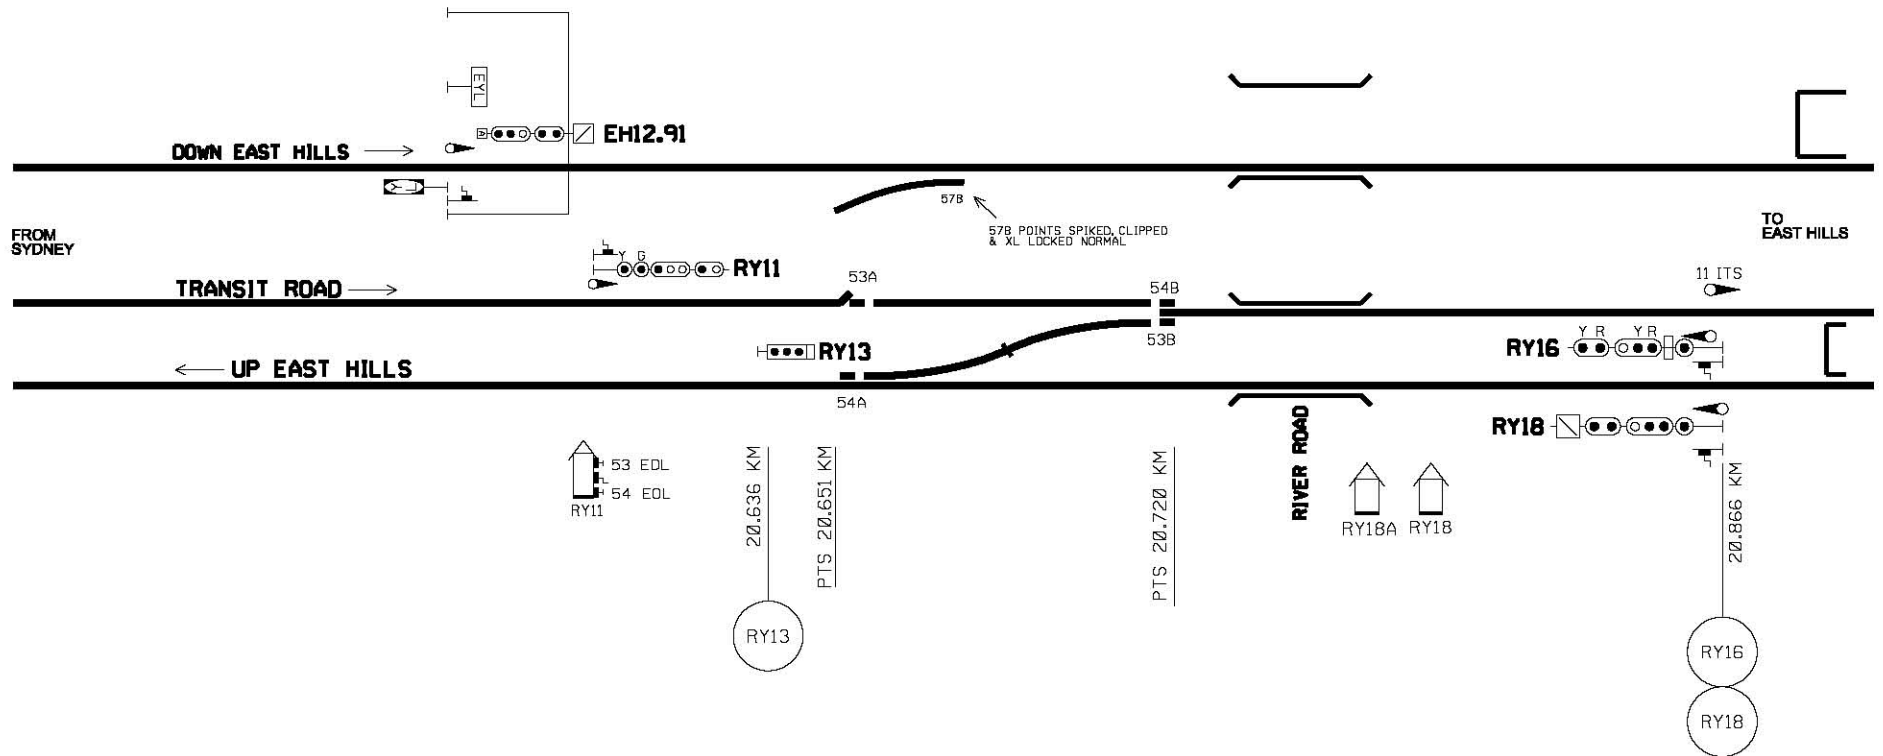 EYL
A
EH12.91
DOWN EAST HILLS
LY
FROM
SYDNEY
57B
57B POINTS SPIKED, CLIPPED
& XL LOCKED NORMAL
TO
EAST HILLS
Y G
RY11
TRANSIT ROAD
53A
54B
11 ITS
53B
RY13
Y R Y R
RY16
UP EAST HILLS
54A
RY18
53 EOL
54 EOL
RY11
20.636 KM
PTS 20.651 KM
PTS 20.720 KM
RIVER ROAD
RY18A
RY18
20.866 KM
RY13
RY16
RY18